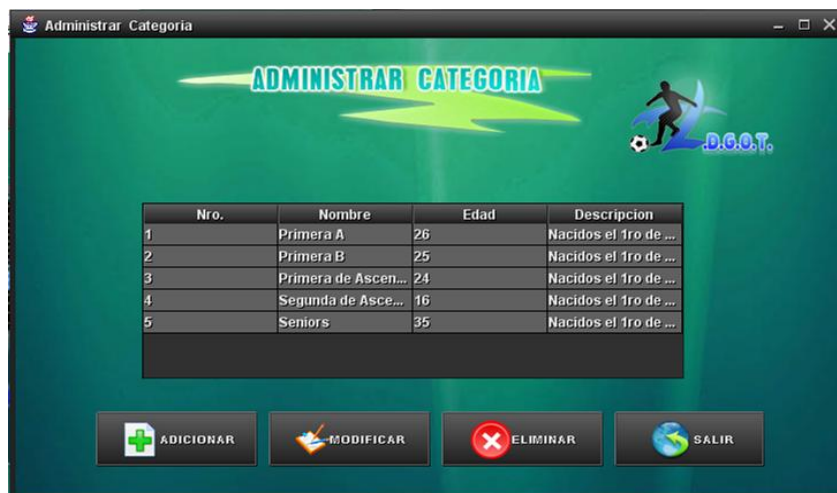 Administrar Categoria
ADMINISTRAR CATEGORIA
.D.G.O.T.
Nro. Nombre Edad Descripcion
1 Primera A 26 Nacidos el 1ro de ...
2 Primera B 25 Nacidos el 1ro de ...
3 Primera de Ascen... 24 Nacidos el 1ro de ...
4 Segunda de Asce... 16 Nacidos el 1ro de ...
5 Seniors 35 Nacidos el 1ro de ...
ADICIONAR MODIFICAR ELIMINAR SALIR